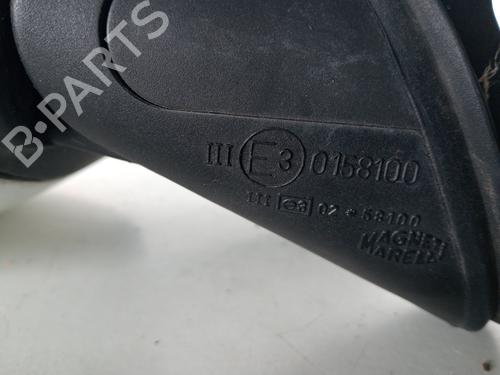 B-PARTS
III E3 0158100
III e3 02 * 58100
MAGNETI
MARELLI